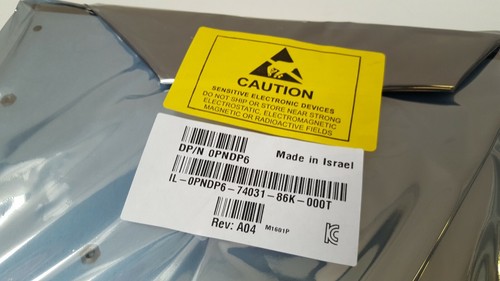 CAUTION
SENSITIVE ELECTRONIC DEVICES
DO NOT SHIP OR STORE NEAR STRONG
ELECTROSTATIC, ELECTROMAGNETIC
MAGNETIC OR RADIOACTIVE FIELDS
DP/N 0PNDP6 Made in Israel
IL-0PNDP6-74031-86K-000T
Rev: A04 M1681P